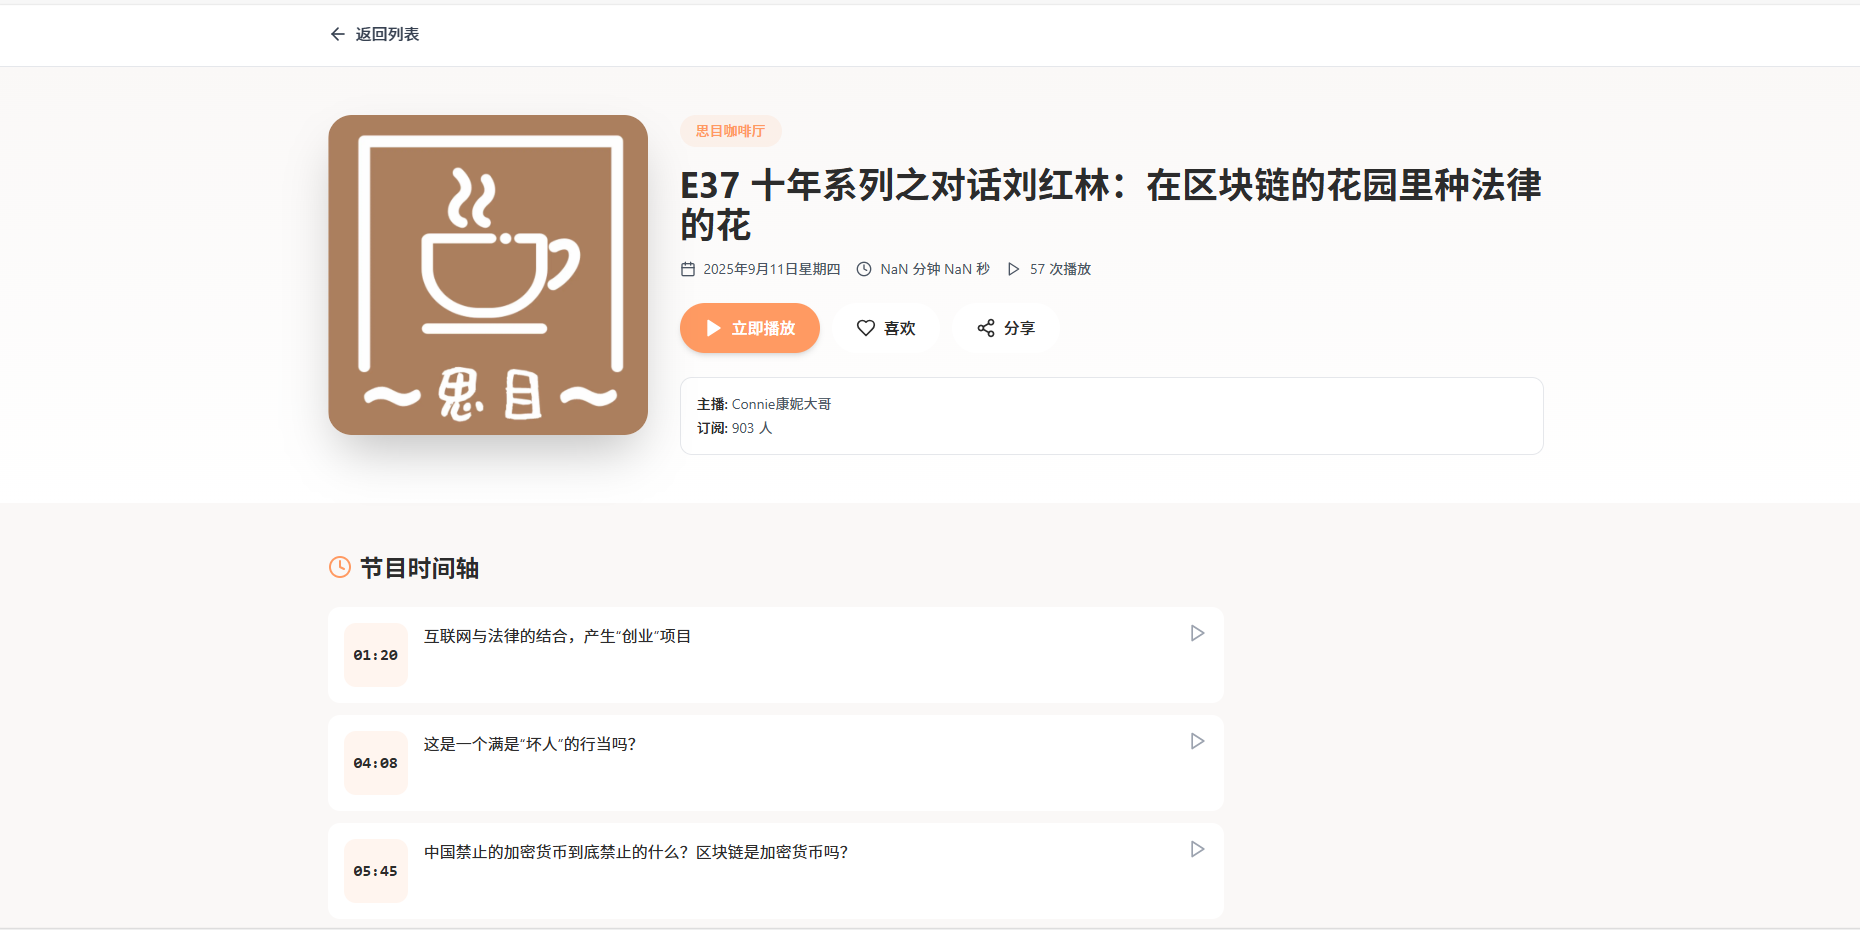 返回列表
思目咖啡厅
E37 十年系列之对话刘红林：在区块链的花园里种法律
的花
2025年9月11日星期四 NaN 分钟 NaN 秒 57 次播放
立即播放 喜欢 分享
主播: Connie康妮大哥
订阅: 903 人
～思目～
节目时间轴
01:20 互联网与法律的结合，产生“创业”项目
04:08 这是一个满是“坏人”的行当吗？
05:45 中国禁止的加密货币到底禁止的什么？区块链是加密货币吗？